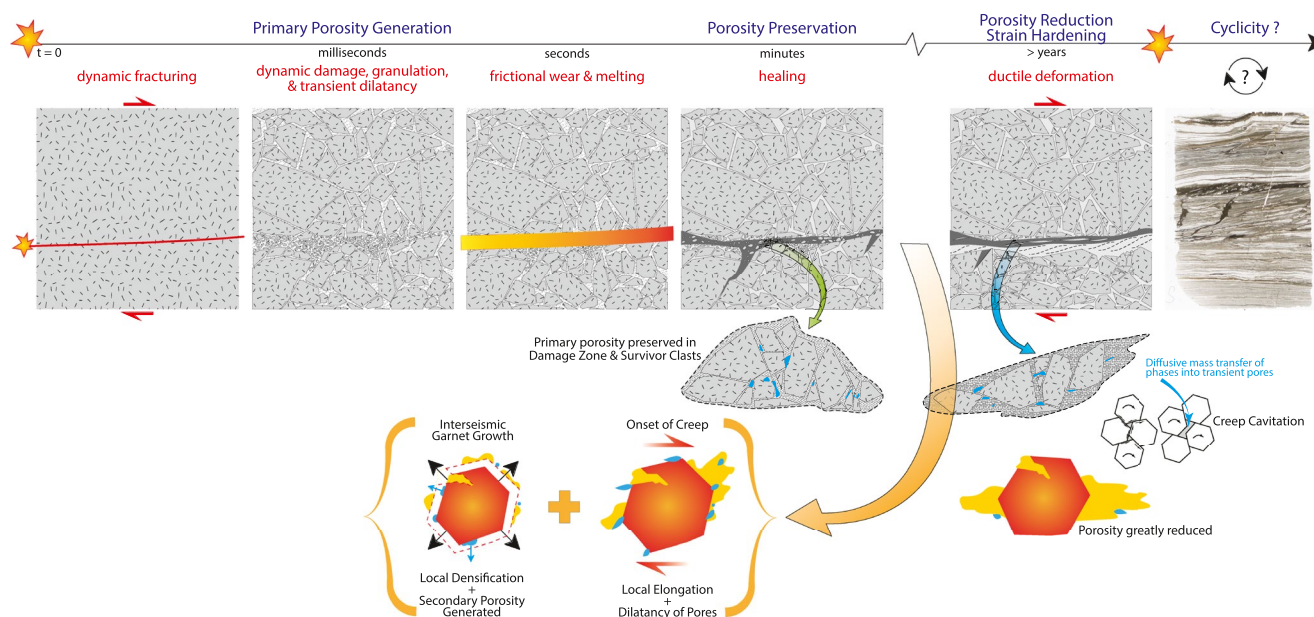 Primary Porosity Generation
Porosity Preservation
Porosity Reduction
Strain Hardening
Cyclicity ?
t = 0
milliseconds
seconds
minutes
> years
dynamic fracturing
dynamic damage, granulation,
& transient dilatancy
frictional wear & melting
healing
ductile deformation
?
Primary porosity preserved in
Damage Zone & Survivor Clasts
Diffusive mass transfer of
phases into transient pores
Creep Cavitation
Interseismic
Garnet Growth
Onset of Creep
Porosity greatly reduced
Local Densification
+
Secondary Porosity
Generated
Local Elongation
+
Dilatancy of Pores